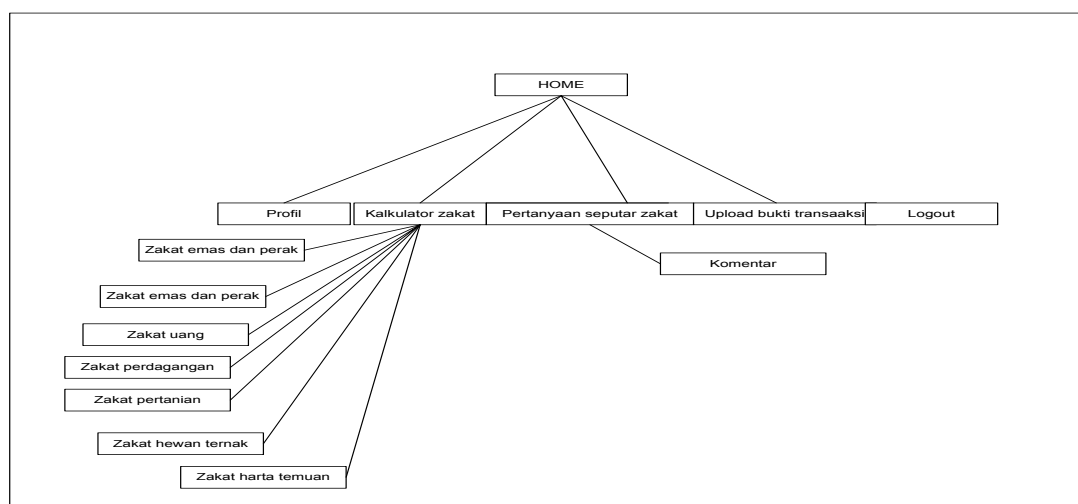 HOME
Profil
Kalkulator zakat
Pertanyaan seputar zakat
Upload bukti transaaksi
Logout
Zakat emas dan perak
Komentar
Zakat emas dan perak
Zakat uang
Zakat perdagangan
Zakat pertanian
Zakat hewan ternak
Zakat harta temuan